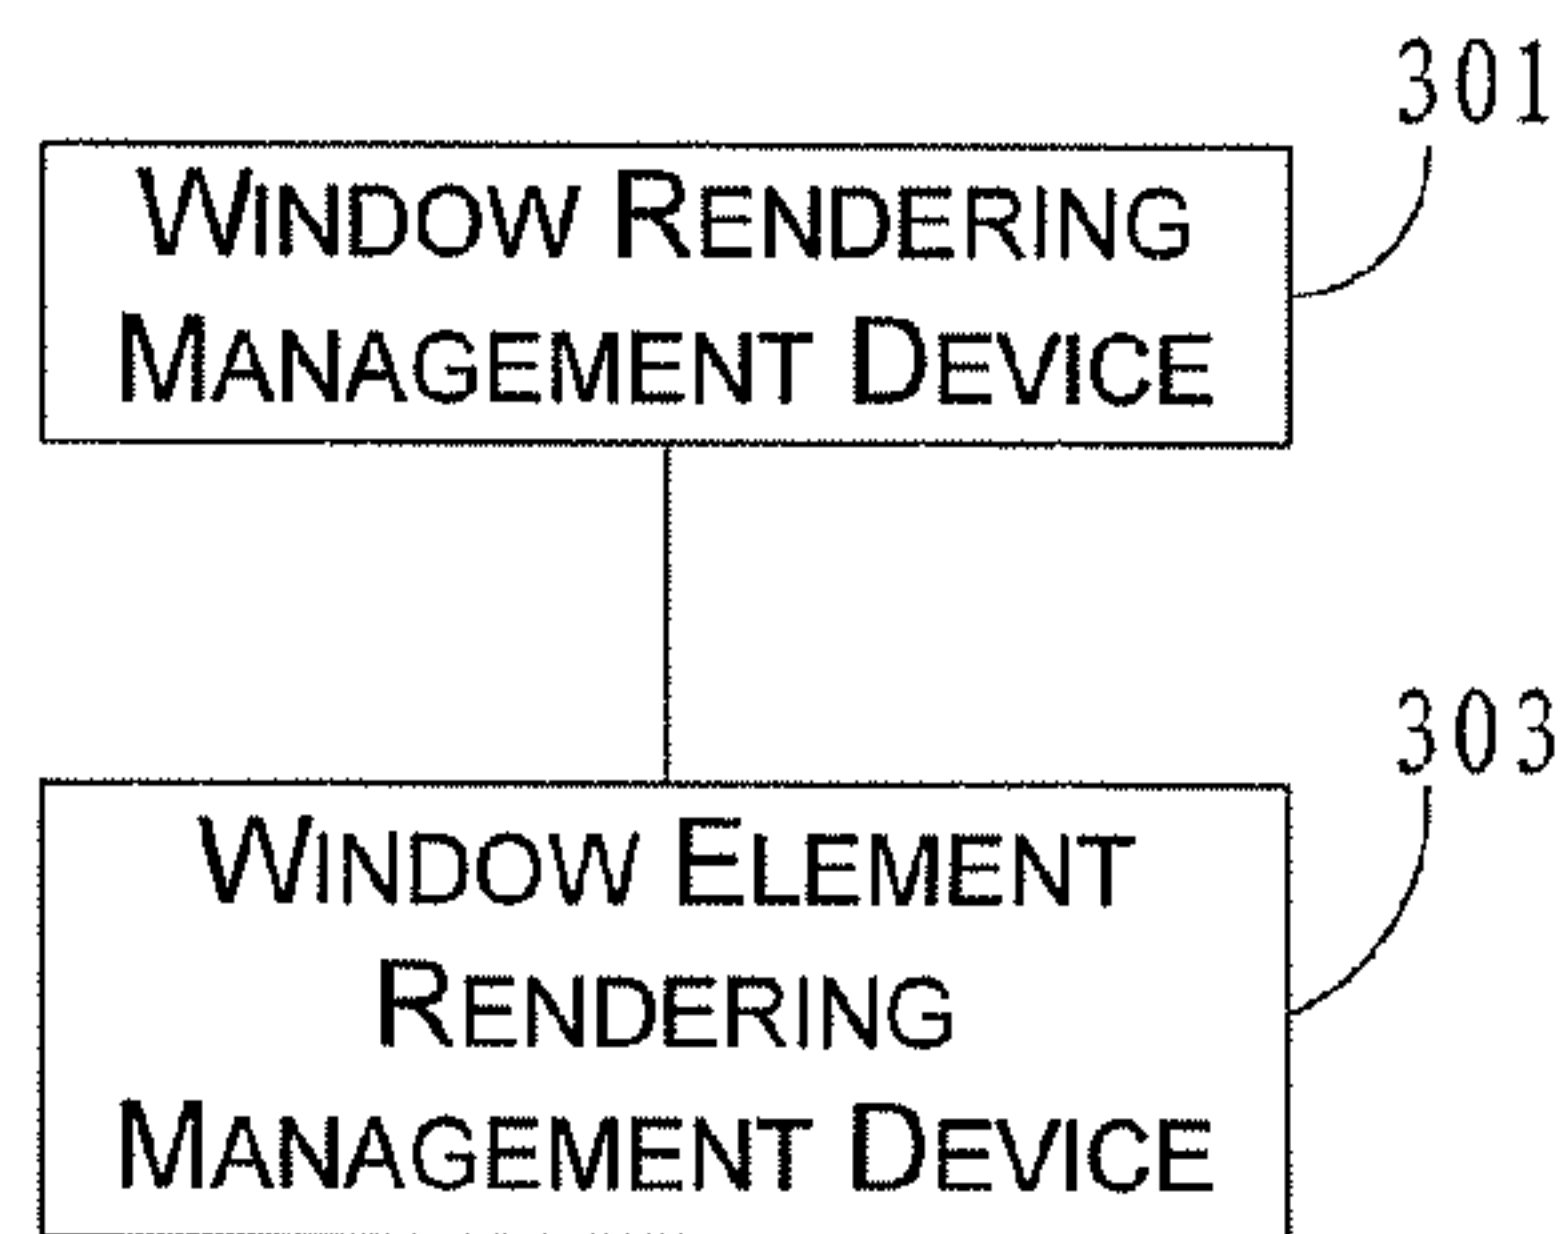 301
WINDOW RENDERING
MANAGEMENT DEVICE
303
WINDOW ELEMENT
RENDERING
MANAGEMENT DEVICE